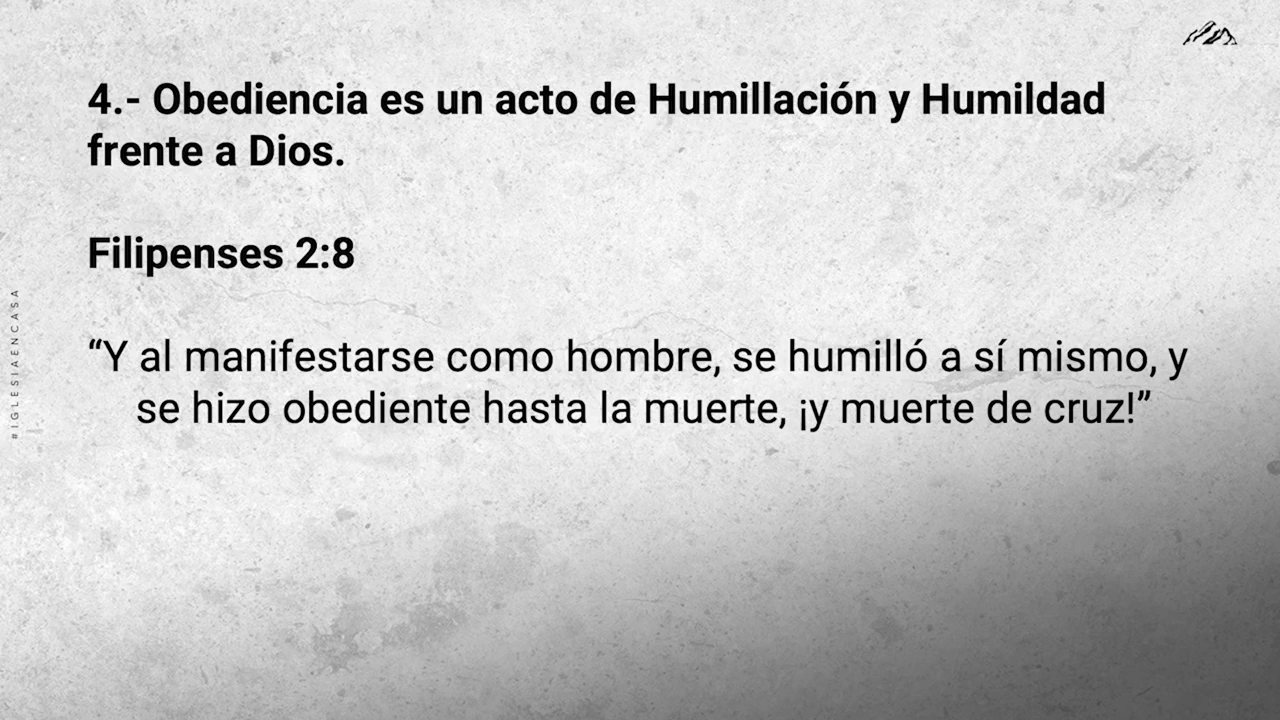 4.- Obediencia es un acto de Humillación y Humildad
frente a Dios.
Filipenses 2:8
“Y al manifestarse como hombre, se humilló a sí mismo, y
se hizo obediente hasta la muerte, ¡y muerte de cruz!”
#IGLESIAENCASA